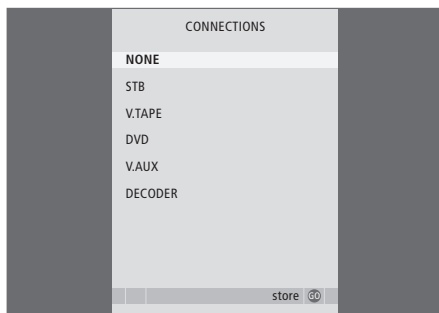 CONNECTIONS
NONE
STB
V.TAPE
DVD
V.AUX
DECODER
store GO